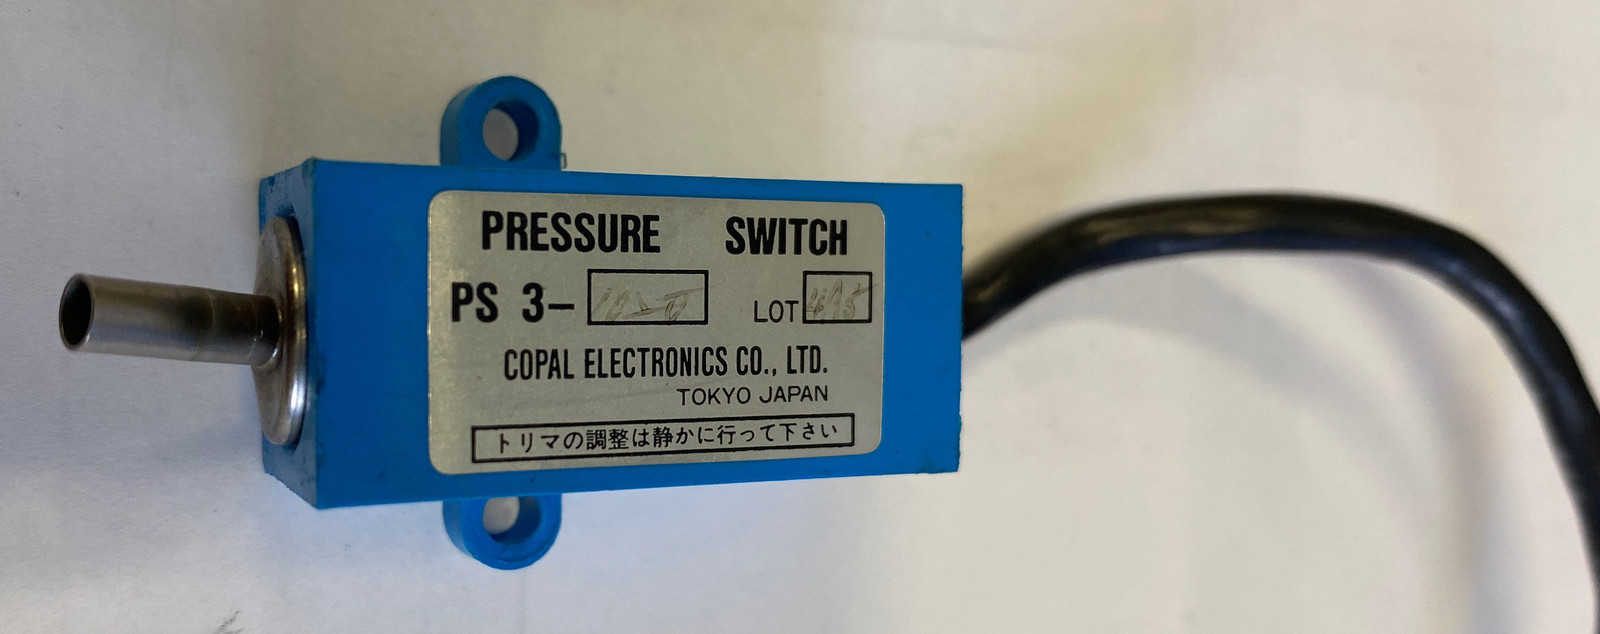 PRESSURE SWITCH
PS 3-
LOT
COPAL ELECTRONICS CO., LTD.
TOKYO JAPAN
トリマの調整は静かに行って下さい